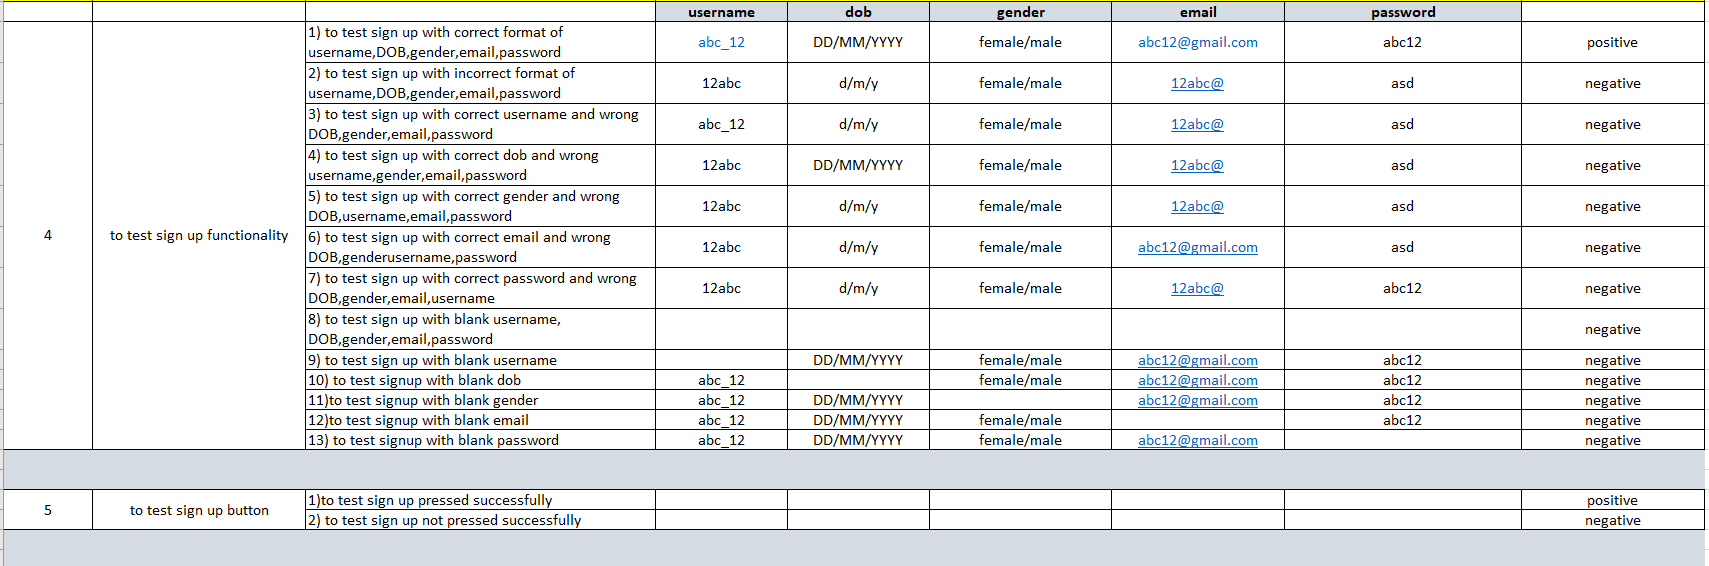 username dob gender email password
1) to test sign up with correct format of
username,DOB,gender,email,password abc_12 DD/MM/YYYY female/male abc12@gmail.com abc12 positive
2) to test sign up with incorrect format of
username,DOB,gender,email,password 12abc d/m/y female/male 12abc@ asd negative
3) to test sign up with correct username and wrong
DOB,gender,email,password abc_12 d/m/y female/male 12abc@ asd negative
4) to test sign up with correct dob and wrong
username,gender,email,password 12abc DD/MM/YYYY female/male 12abc@ asd negative
5) to test sign up with correct gender and wrong
DOB,username,email,password 12abc d/m/y female/male 12abc@ asd negative
4 to test sign up functionality
6) to test sign up with correct email and wrong
DOB,genderusername,password 12abc d/m/y female/male abc12@gmail.com asd negative
7) to test sign up with correct password and wrong
DOB,gender,email,username 12abc d/m/y female/male 12abc@ abc12 negative
8) to test sign up with blank username,
DOB,gender,email,password negative
9) to test sign up with blank username DD/MM/YYYY female/male abc12@gmail.com abc12 negative
10) to test signup with blank dob abc_12 female/male abc12@gmail.com abc12 negative
11)to test signup with blank gender abc_12 DD/MM/YYYY abc12@gmail.com abc12 negative
12)to test signup with blank email abc_12 DD/MM/YYYY female/male abc12 negative
13) to test signup with blank password abc_12 DD/MM/YYYY female/male abc12@gmail.com negative
5 to test sign up button
1)to test sign up pressed successfully positive
2) to test sign up not pressed successfully negative